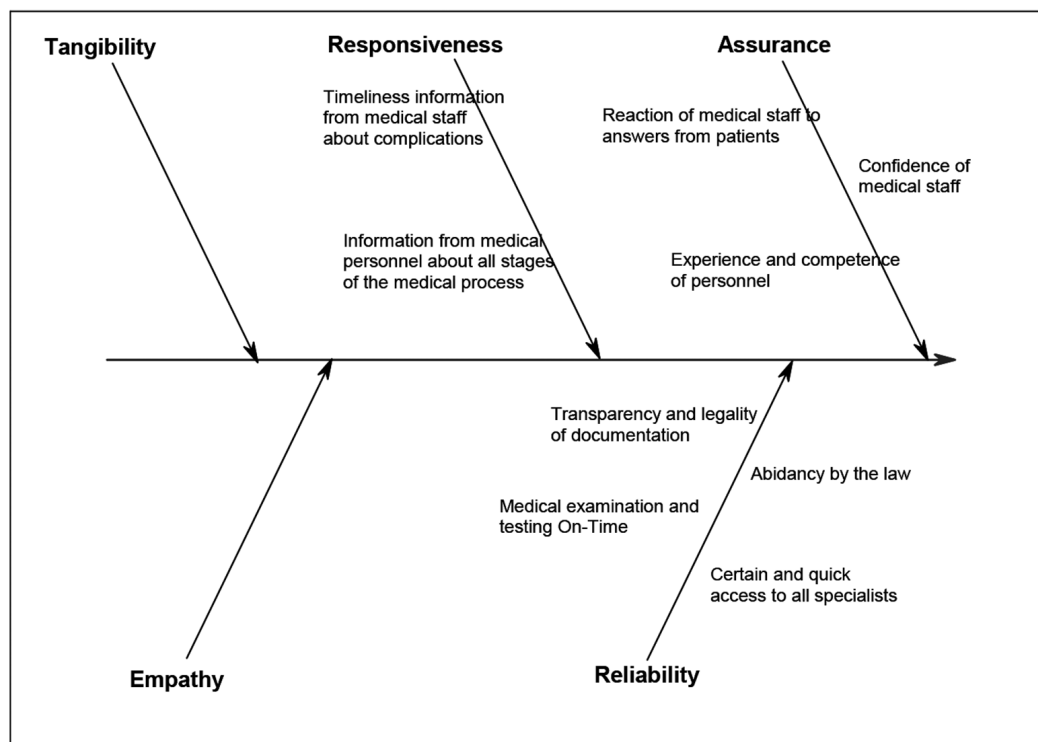 Tangibility
Responsiveness
Assurance
Timeliness information
from medical staff
about complications
Reaction of medical staff to
answers from patients
Confidence of
medical staff
Information from medical
personnel about all stages
of the medical process
Experience and competence
of personnel
Transparency and legality
of documentation
Abidancy by the law
Medical examination and
testing On-Time
Certain and quick
access to all specialists
Empathy
Reliability